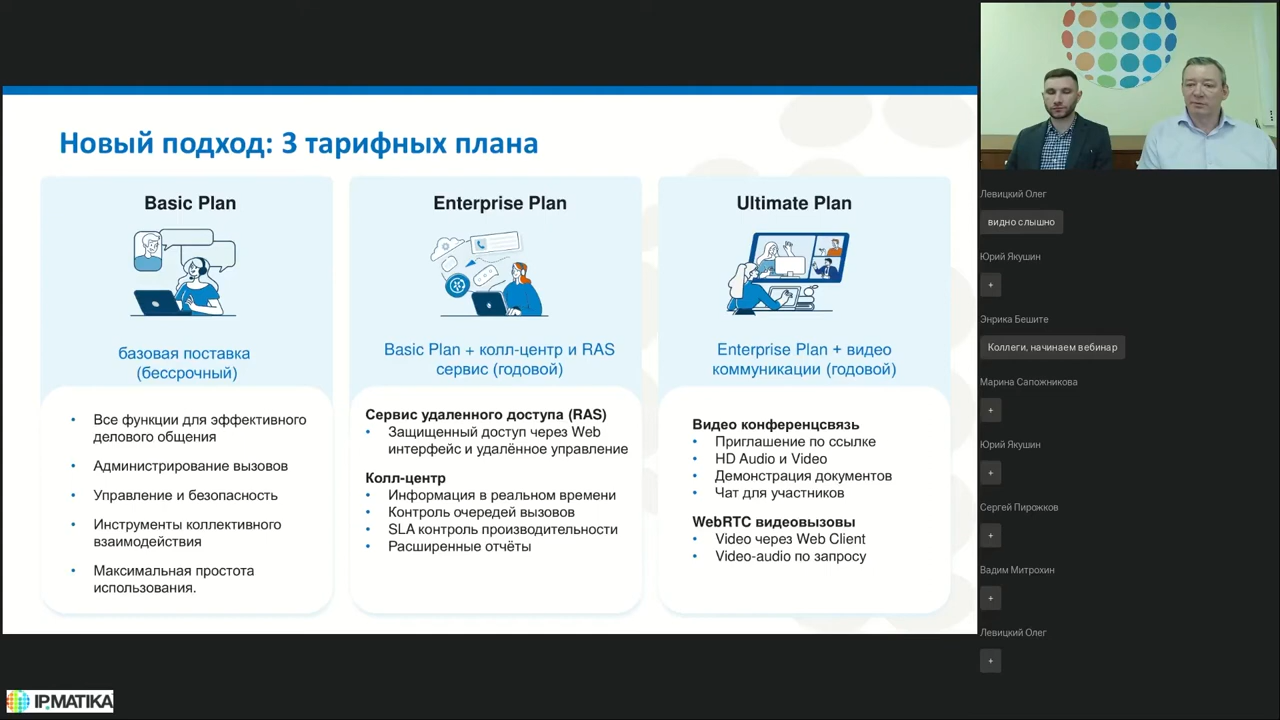 Новый подход: 3 тарифных плана
Basic Plan
базовая поставка
(бессрочный)
• Все функции для эффективного
делового общения
• Администрирование вызовов
• Управление и безопасность
• Инструменты коллективного
взаимодействия
• Максимальная простота
использования.
Enterprise Plan
Basic Plan + колл-центр и RAS
сервис (годовой)
Сервис удаленного доступа (RAS)
• Защищенный доступ через Web
интерфейс и удалённое управление
Колл-центр
• Информация в реальном времени
• Контроль очередей вызовов
• SLA контроль производительности
• Расширенные отчёты
Ultimate Plan
Enterprise Plan + видео
коммуникации (годовой)
Видео конференцсвязь
• Приглашение по ссылке
• HD Audio и Video
• Демонстрация документов
• Чат для участников
WebRTC видеовызовы
• Video через Web Client
• Video-audio по запросу
Левицкий Олег
видно слышно
Юрий Якушин
+
Энрика Бешите
Коллеги, начинаем вебинар
Марина Сапожникова
+
Юрий Якушин
+
Сергей Пирожков
+
Вадим Митрохин
+
Левицкий Олег
+
IPMATIKA